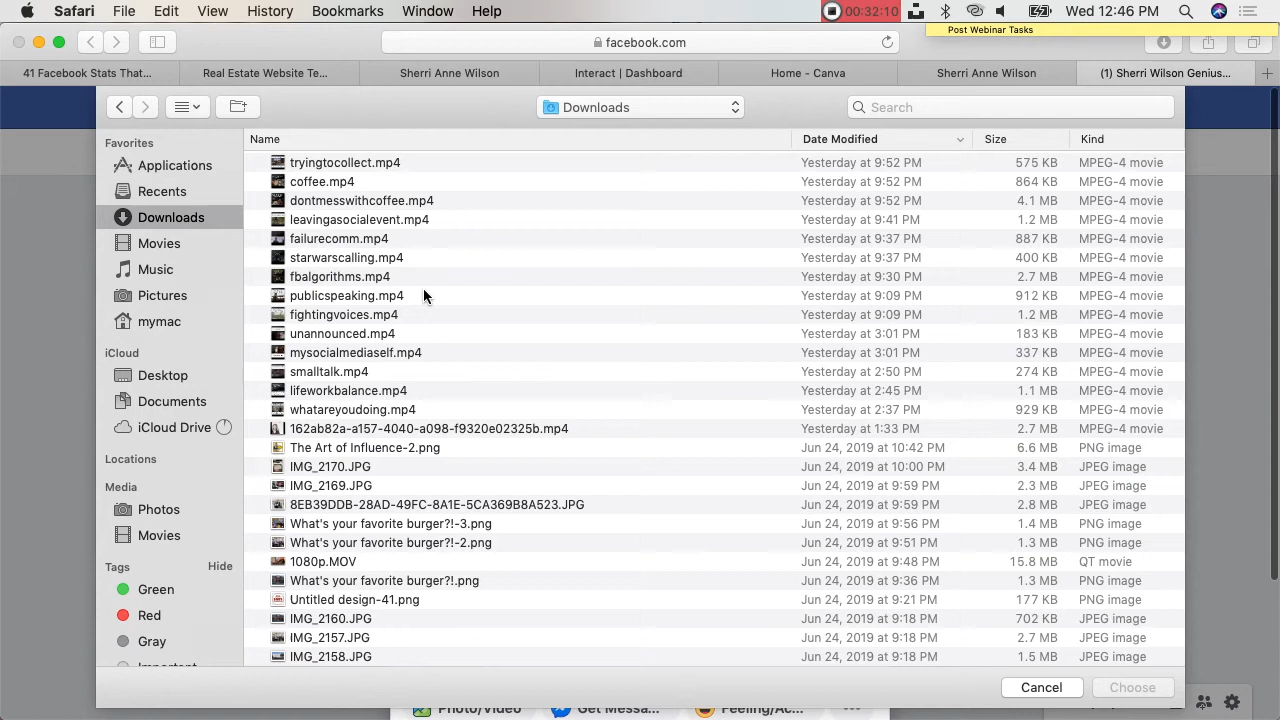 Safari File Edit View History Bookmarks Window Help 00:32:10 Wed 12:46 PM
Post Webinar Tasks
facebook.com
41 Facebook Stats That... Real Estate Website Te... Sherri Anne Wilson Interact | Dashboard Home - Canva Sherri Anne Wilson (1) Sherri Wilson Genius...
Downloads Search
Favorites
Applications
Recents
Downloads
Movies
Music
Pictures
mymac
iCloud
Desktop
Documents
iCloud Drive
Locations
Media
Photos
Movies
Tags Hide
Green
Red
Gray
Name Date Modified Size Kind
tryingtocollect.mp4 Yesterday at 9:52 PM 575 KB MPEG-4 movie
coffee.mp4 Yesterday at 9:52 PM 864 KB MPEG-4 movie
dontmesswithcoffee.mp4 Yesterday at 9:52 PM 4.1 MB MPEG-4 movie
leavingasocialevent.mp4 Yesterday at 9:41 PM 1.2 MB MPEG-4 movie
failurecomm.mp4 Yesterday at 9:37 PM 887 KB MPEG-4 movie
starwarscalling.mp4 Yesterday at 9:37 PM 400 KB MPEG-4 movie
fbalgorithms.mp4 Yesterday at 9:30 PM 2.7 MB MPEG-4 movie
publicspeaking.mp4 Yesterday at 9:09 PM 912 KB MPEG-4 movie
fightingvoices.mp4 Yesterday at 9:09 PM 1.2 MB MPEG-4 movie
unannounced.mp4 Yesterday at 3:01 PM 183 KB MPEG-4 movie
mysocialmediaself.mp4 Yesterday at 3:01 PM 337 KB MPEG-4 movie
smalltalk.mp4 Yesterday at 2:50 PM 274 KB MPEG-4 movie
lifeworkbalance.mp4 Yesterday at 2:45 PM 1.1 MB MPEG-4 movie
whatareyoudoing.mp4 Yesterday at 2:37 PM 929 KB MPEG-4 movie
162ab82a-a157-4040-a098-f9320e02325b.mp4 Yesterday at 1:33 PM 2.7 MB MPEG-4 movie
The Art of Influence-2.png Jun 24, 2019 at 10:42 PM 6.6 MB PNG image
IMG_2170.JPG Jun 24, 2019 at 10:00 PM 3.4 MB JPEG image
IMG_2169.JPG Jun 24, 2019 at 9:59 PM 2.3 MB JPEG image
8EB39DDB-28AD-49FC-8A1E-5CA369B8A523.JPG Jun 24, 2019 at 9:59 PM 2.8 MB JPEG image
What's your favorite burger?!-3.png Jun 24, 2019 at 9:56 PM 1.4 MB PNG image
What's your favorite burger?!-2.png Jun 24, 2019 at 9:51 PM 1.3 MB PNG image
1080p.MOV Jun 24, 2019 at 9:48 PM 15.8 MB QT movie
What's your favorite burger?!.png Jun 24, 2019 at 9:36 PM 1.3 MB PNG image
Untitled design-41.png Jun 24, 2019 at 9:21 PM 177 KB PNG image
IMG_2160.JPG Jun 24, 2019 at 9:18 PM 702 KB JPEG image
IMG_2157.JPG Jun 24, 2019 at 9:18 PM 2.7 MB JPEG image
IMG_2158.JPG Jun 24, 2019 at 9:18 PM 1.5 MB JPEG image
Cancel Choose
Photo/Video Get Messa... Feeling/Ac...